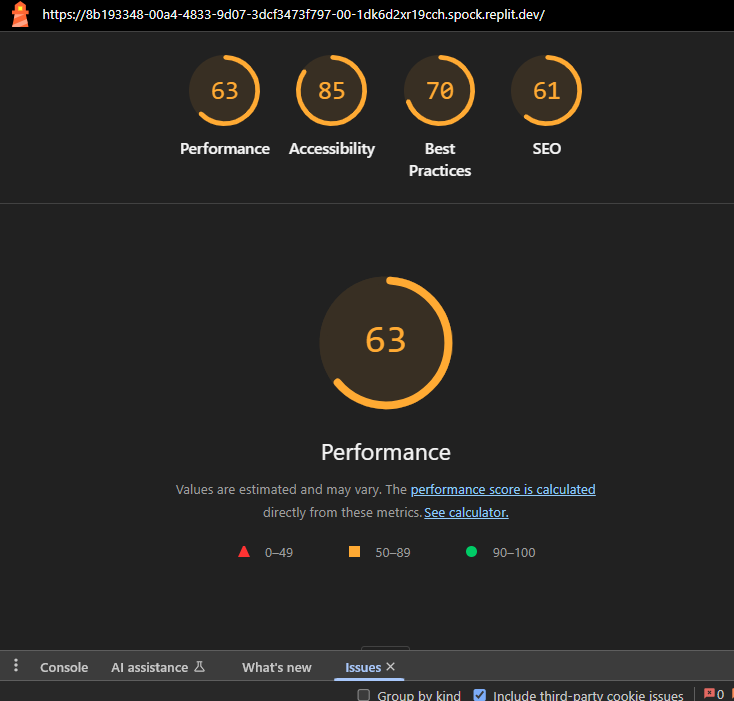 https://8b193348-00a4-4833-9d07-3dcf3473f797-00-1dk6d2xr19cch.spock.replit.dev/
63 85 70 61
Performance Accessibility Best Practices SEO
63
Performance
Values are estimated and may vary. The performance score is calculated
directly from these metrics. See calculator.
0–49 50–89 90–100
Console AI assistance What's new Issues
Group by kind Include third-party cookie issues 0